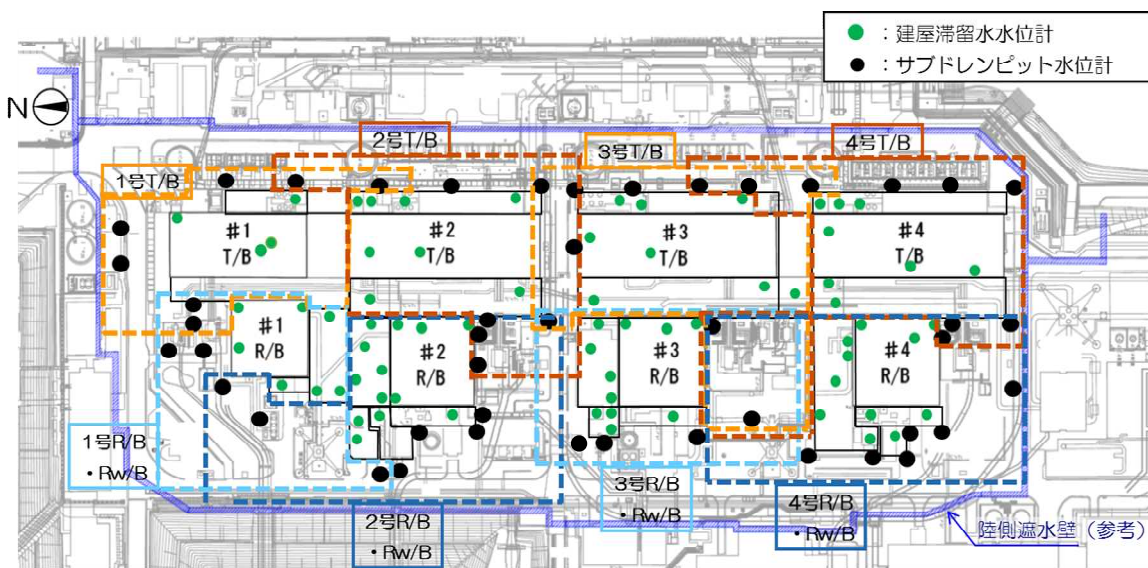 ● ：建屋滞留水水位計
● ：サブドレンピット水位計
N
2号T/B
3号T/B
4号T/B
1号T/B
#1
T/B
#2
T/B
#3
T/B
#4
T/B
#1
R/B
#2
R/B
#3
R/B
#4
R/B
1号R/B
・Rw/B
2号R/B
・Rw/B
3号R/B
・Rw/B
4号R/B
・Rw/B
陸側遮水壁（参考）